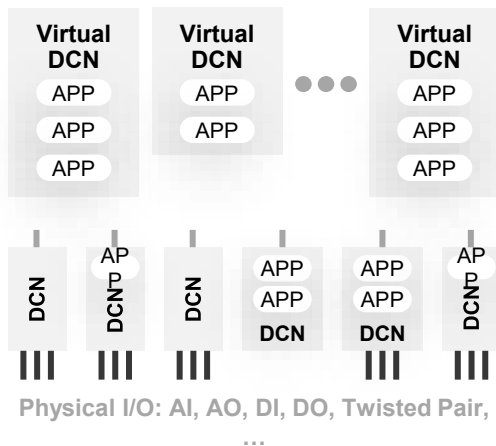 Virtual
DCN
APP
APP
APP
Virtual
DCN
APP
APP
Virtual
DCN
APP
APP
APP
DCN
AP
P
DCN
DCN
APP
APP
DCN
APP
APP
DCN
AP
P
DCN
Physical I/O: AI, AO, DI, DO, Twisted Pair,
...